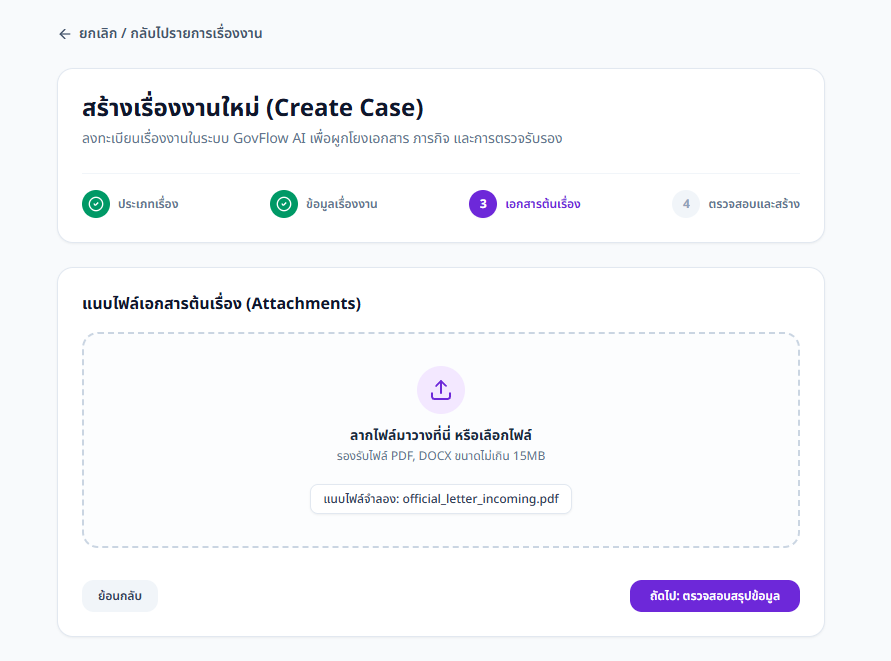 ← ยกเลิก / กลับไปรายการเรื่องงาน
สร้างเรื่องงานใหม่ (Create Case)
ลงทะเบียนเรื่องงานในระบบ GovFlow AI เพื่อผูกโยงเอกสาร ภารกิจ และการตรวจรับรอง
ประเภทเรื่อง
ข้อมูลเรื่องงาน
3 เอกสารต้นเรื่อง
4 ตรวจสอบและสร้าง
แนบไฟล์เอกสารต้นเรื่อง (Attachments)
ลากไฟล์มาวางที่นี่ หรือเลือกไฟล์
รองรับไฟล์ PDF, DOCX ขนาดไม่เกิน 15MB
แนบไฟล์จำลอง: official_letter_incoming.pdf
ย้อนกลับ
ถัดไป: ตรวจสอบสรุปข้อมูล